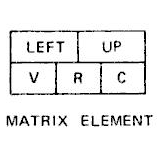 LEFT UP
V R C
MATRIX ELEMENT